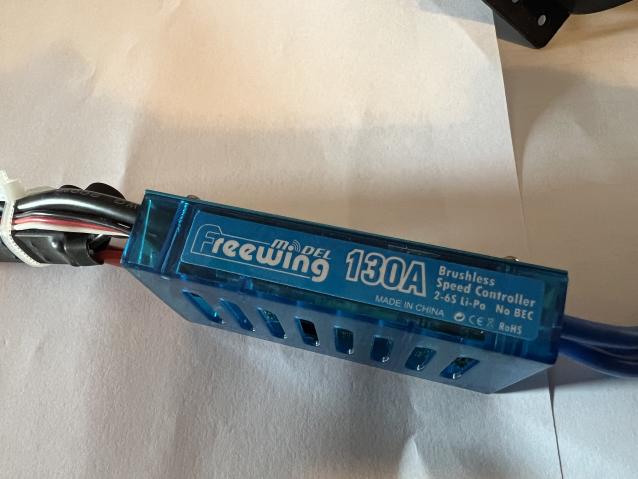 Freewing MODEL
130A
Brushless
Speed Controller
2-6S Li-Po No BEC
MADE IN CHINA
CE RoHS